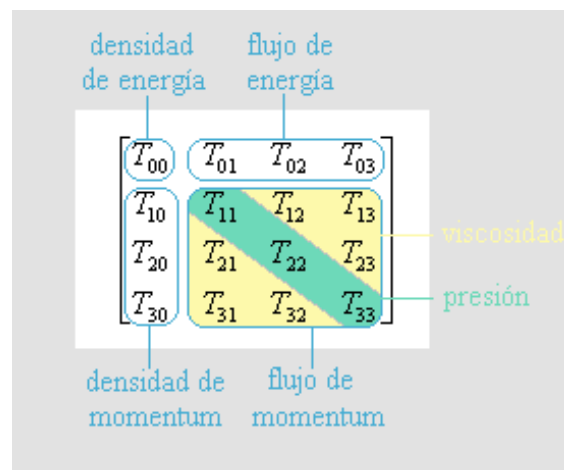 densidad
de energía
flujo de
energía
T₀₀ T₀₁ T₀₂ T₀₃
T₁₀ T₁₁ T₁₂ T₁₃
T₂₀ T₂₁ T₂₂ T₂₃
T₃₀ T₃₁ T₃₂ T₃₃
viscosidad
presión
densidad de
momentum
flujo de
momentum